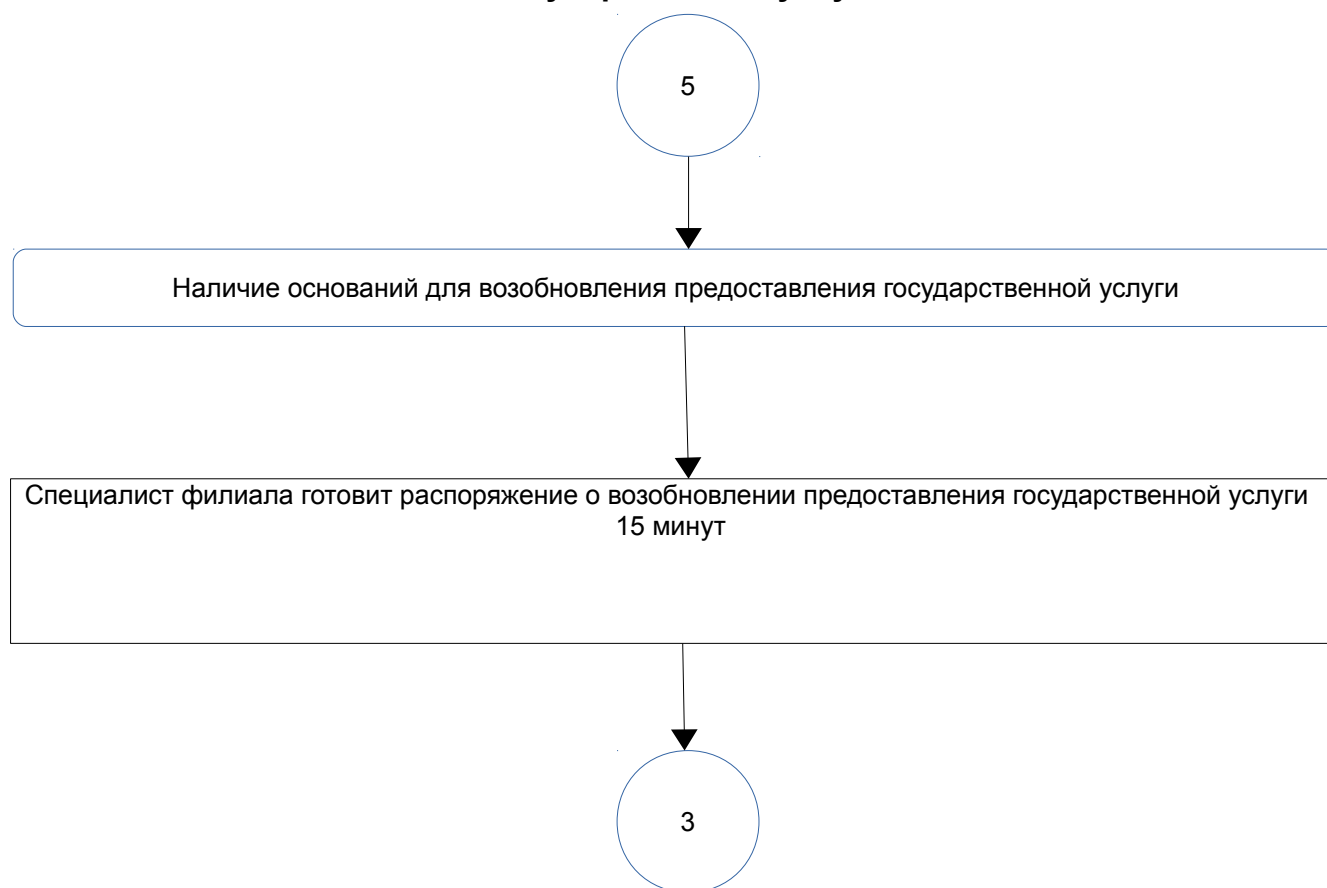 5
Наличие оснований для возобновления предоставления государственной услуги
Специалист филиала готовит распоряжение о возобновлении предоставления государственной услуги
15 минут
3